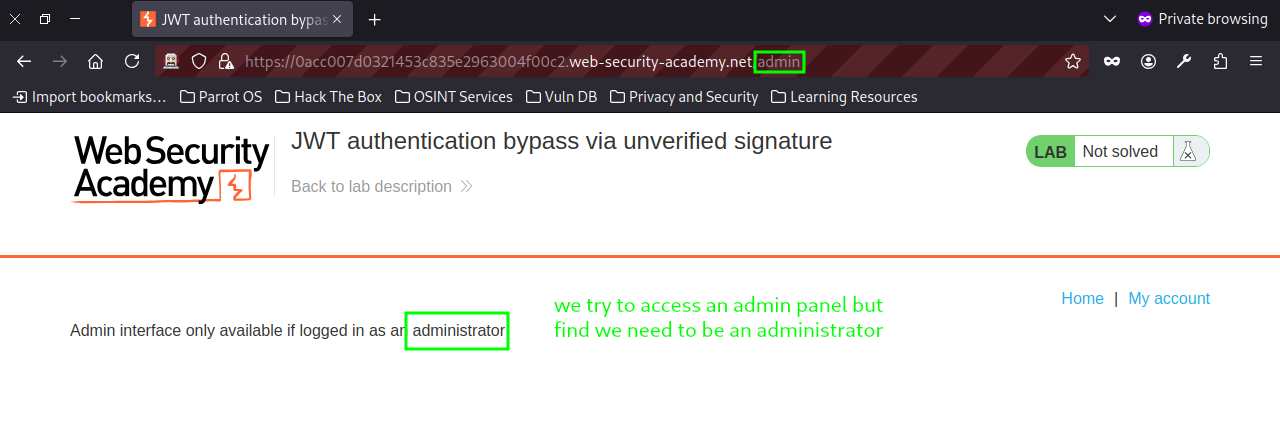 JWT authentication bypas
Private browsing
https://0acc007d0321453c835e2963004f00c2.web-security-academy.net/admin
Import bookmarks...
Parrot OS
Hack The Box
OSINT Services
Vuln DB
Privacy and Security
Learning Resources
Web Security
Academy
JWT authentication bypass via unverified signature
Back to lab description
LAB
Not solved
Home | My account
we try to access an admin panel but
find we need to be an administrator
Admin interface only available if logged in as an administrator